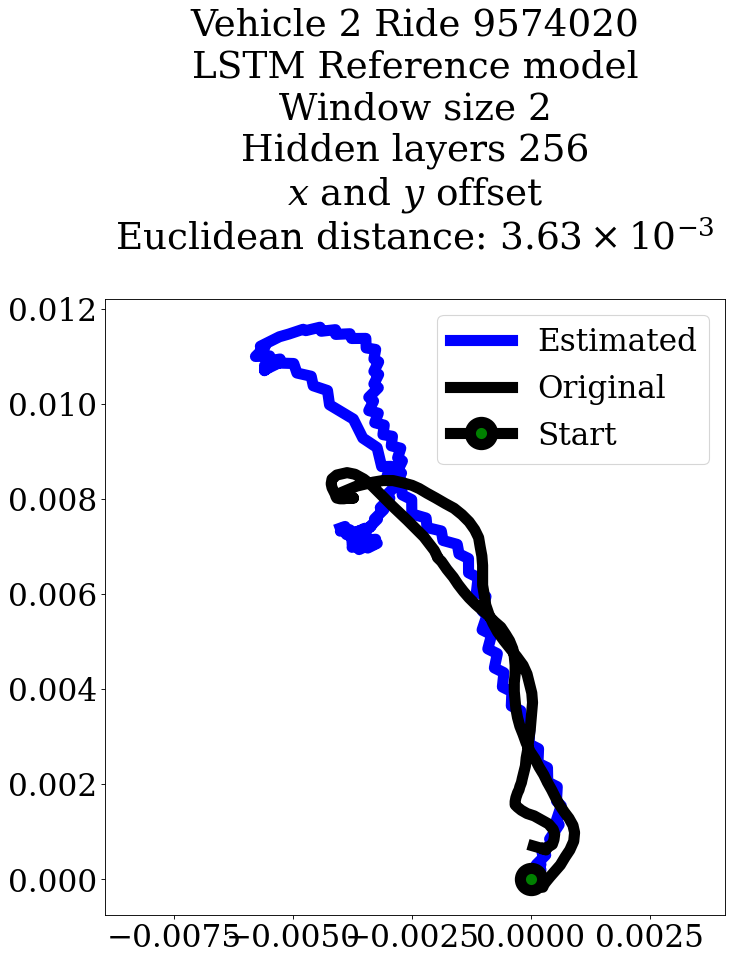 Vehicle 2 Ride 9574020
LSTM Reference model
Window size 2
Hidden layers 256
x and y offset
Euclidean distance: 3.63 × 10⁻³
0.012
0.010
0.008
0.006
0.004
0.002
0.000
Estimated
Original
Start
−0.0075 −0.0050 −0.0025 0.0000 0.0025